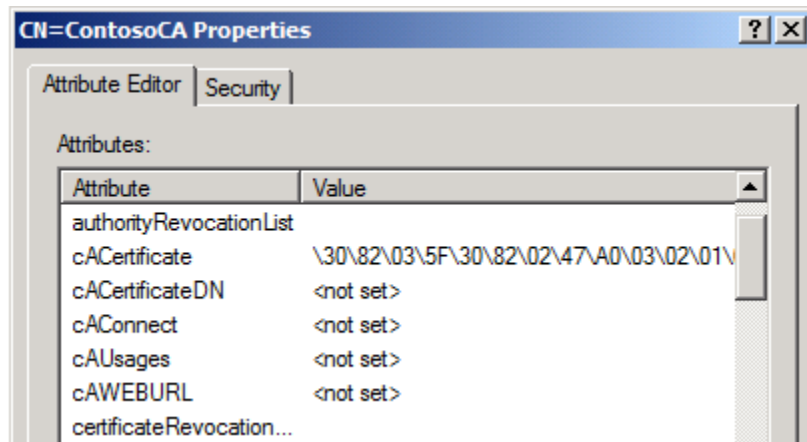 CN=ContosoCA Properties
Attribute Editor Security
Attributes:
Attribute Value
authorityRevocationList
cACertificate \30\82\03\5F\30\82\02\47\A0\03\02\01\
cACertificateDN <not set>
cAConnect <not set>
cAUsages <not set>
cAWEBURL <not set>
certificateRevocation...